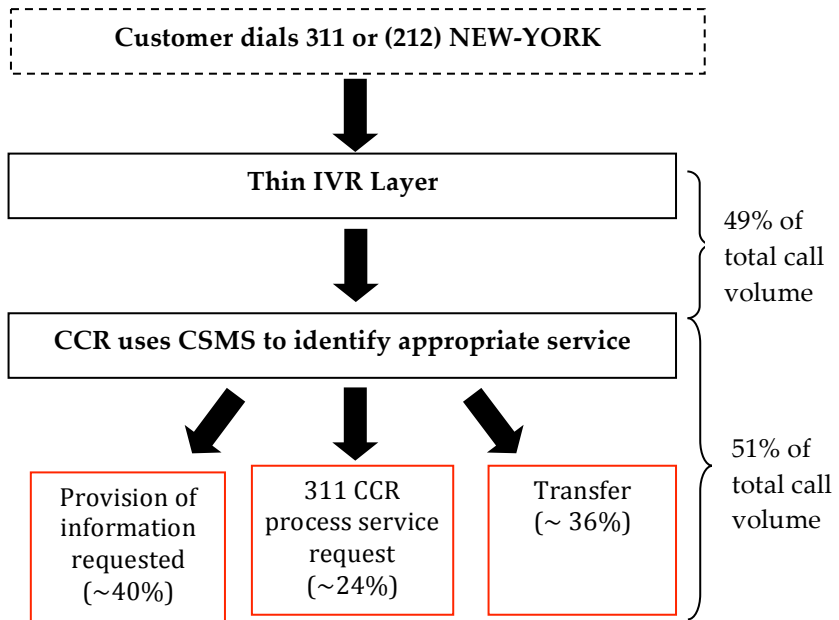 Customer dials 311 or (212) NEW-YORK
Thin IVR Layer
49% of
total call
volume
CCR uses CSMS to identify appropriate service
51% of
total call
volume
Provision of
information
requested
(~40%)
311 CCR
process service
request
(~24%)
Transfer
(~ 36%)